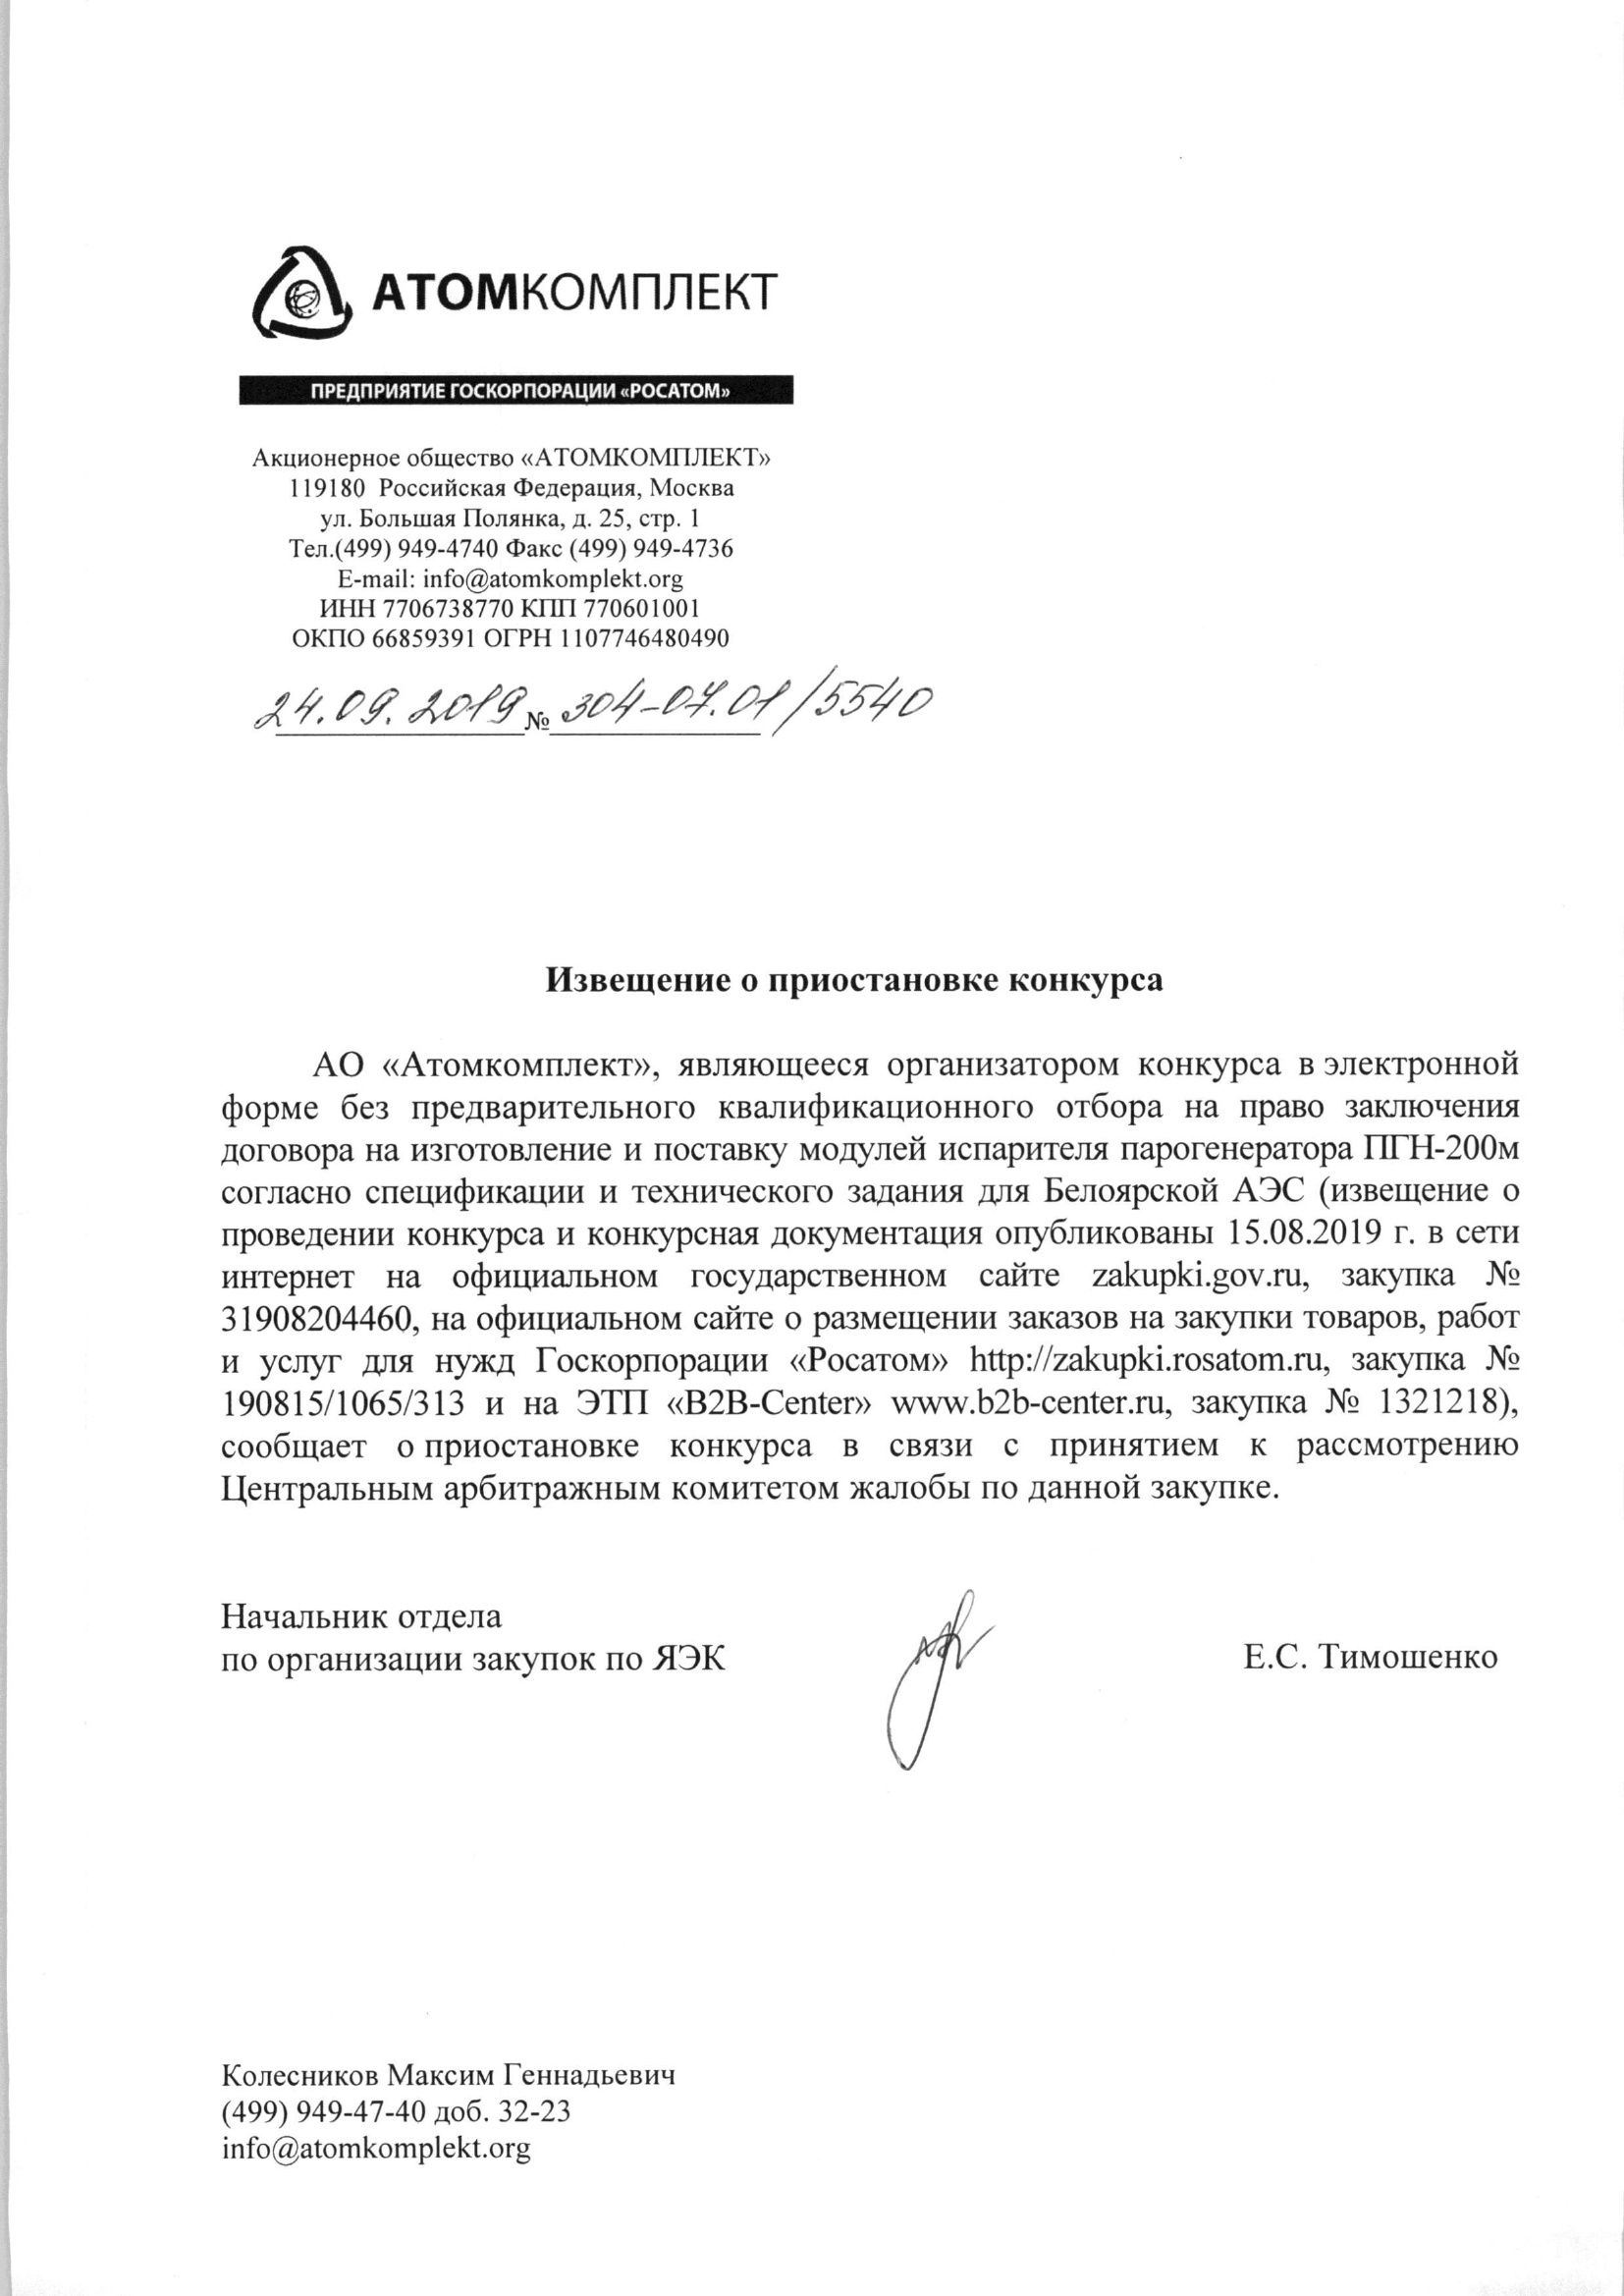 АТОМКОМПЛЕКТ
ПРЕДПРИЯТИЕ ГОСКОРПОРАЦИИ «РОСАТОМ»
Акционерное общество «АТОМКОМПЛЕКТ»
119180 Российская Федерация, Москва
ул. Большая Полянка, д. 25, стр. 1
Тел.(499) 949-4740 Факс (499) 949-4736
E-mail: info@atomkomplekt.org
ИНН 7706738770 КПП 770601001
ОКПО 66859391 ОГРН 1107746480490
24.09.2019 № 304-07.01/5540
Извещение о приостановке конкурса
АО «Атомкомплект», являющееся организатором конкурса в электронной
форме без предварительного квалификационного отбора на право заключения
договора на изготовление и поставку модулей испарителя парогенератора ПГН-200м
согласно спецификации и технического задания для Белоярской АЭС (извещение о
проведении конкурса и конкурсная документация опубликованы 15.08.2019 г. в сети
интернет на официальном государственном сайте zakupki.gov.ru, закупка №
31908204460, на официальном сайте о размещении заказов на закупки товаров, работ
и услуг для нужд Госкорпорации «Росатом» http://zakupki.rosatom.ru, закупка №
190815/1065/313 и на ЭТП «B2B-Center» www.b2b-center.ru, закупка № 1321218),
сообщает о приостановке конкурса в связи с принятием к рассмотрению
Центральным арбитражным комитетом жалобы по данной закупке.
Начальник отдела
по организации закупок по ЯЭК Е.С. Тимошенко
Колесников Максим Геннадьевич
(499) 949-47-40 доб. 32-23
info@atomkomplekt.org